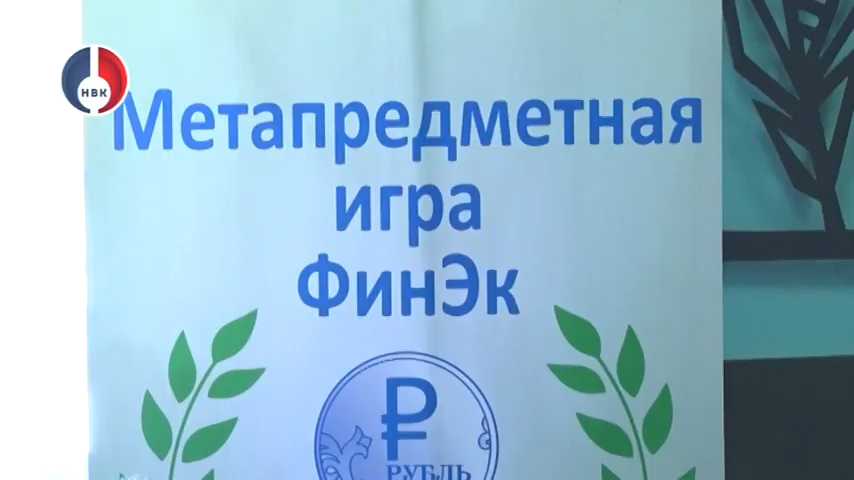 НВК
Метапредметная
игра
ФинЭк
₽
РУБЛЬ